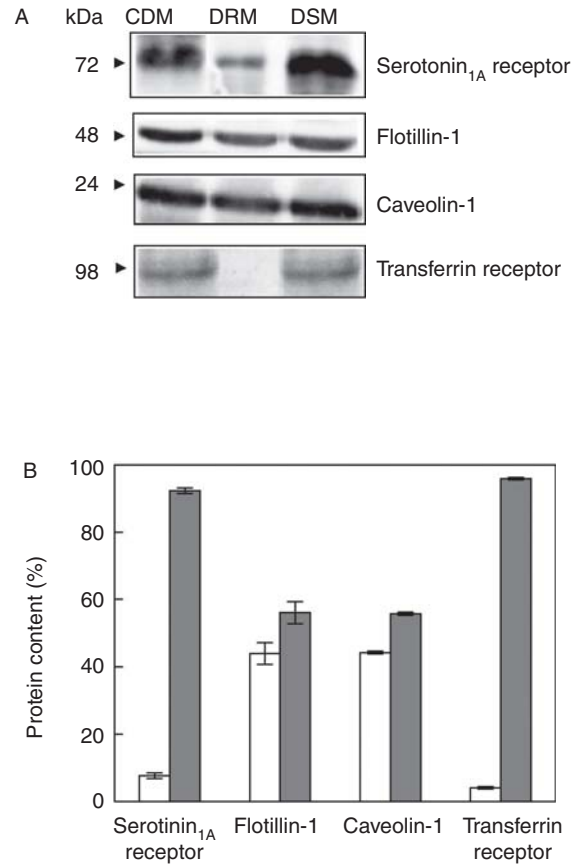 A kDa CDM DRM DSM
72 ► Serotonin1A receptor
48 ► Flotillin-1
24 ►
Caveolin-1
98 ► Transferrin receptor
B
100
80
60
40
20
0
Protein content (%)
Serotinin1A receptor
Flotillin-1
Caveolin-1
Transferrin receptor